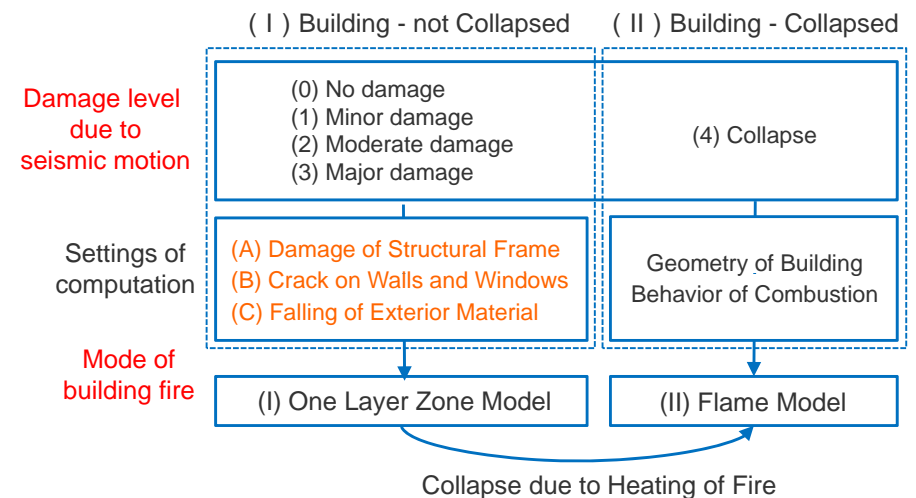 ( I ) Building - not Collapsed
( II ) Building - Collapsed
Damage level
due to
seismic motion
(0) No damage
(1) Minor damage
(2) Moderate damage
(3) Major damage
(4) Collapse
Settings of
computation
(A) Damage of Structural Frame
(B) Crack on Walls and Windows
(C) Falling of Exterior Material
Geometry of Building
Behavior of Combustion
Mode of
building fire
(I) One Layer Zone Model
(II) Flame Model
Collapse due to Heating of Fire